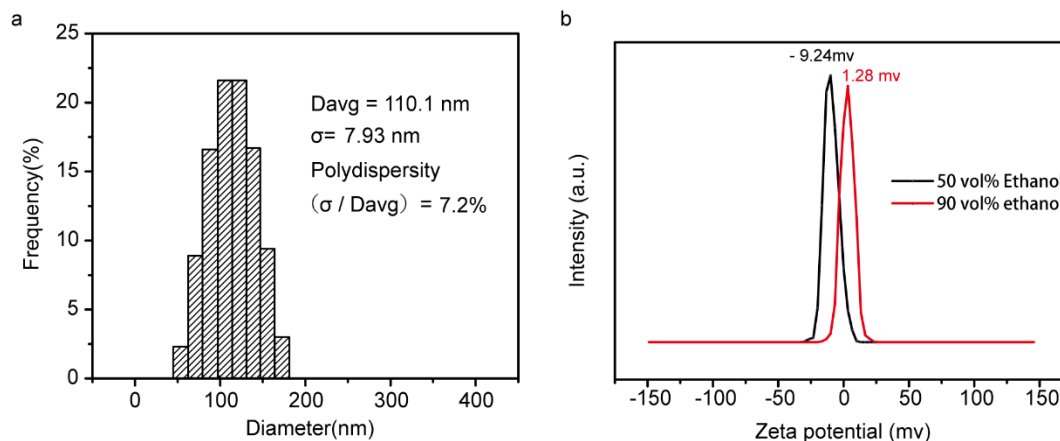 a
25
20
15
10
5
0
Frequency(%)
Davg = 110.1 nm
σ= 7.93 nm
Polydispersity
（σ / Davg） = 7.2%
0 100 200 300 400
Diameter(nm)
b
- 9.24mv
1.28 mv
Intensity (a.u.)
50 vol% Ethano
90 vol% ethano
-150 -100 -50 0 50 100 150
Zeta potential (mv)